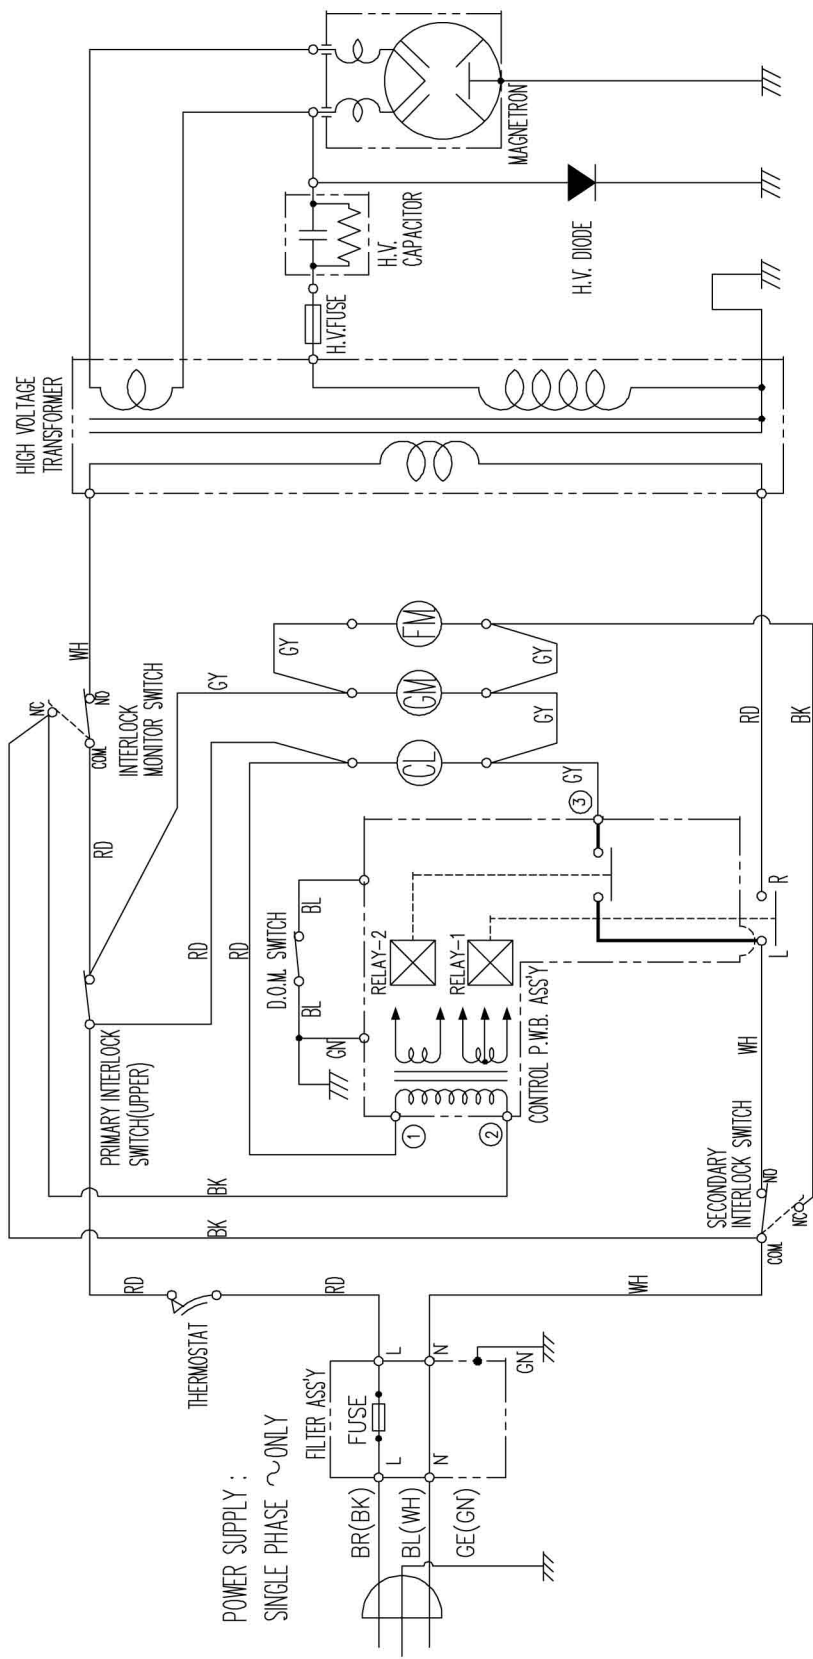 POWER SUPPLY :
SINGLE PHASE ~ ONLY
BR(BK)
BL(WH)
GE(GN)
FILTER ASS'Y
FUSE
L
L
N
N
GN
THERMOSTAT
RD
RD
WH
BK
BK
PRIMARY INTERLOCK
SWITCH(UPPER)
RD
RD
RD
GY
COM.
NO
NC
INTERLOCK
MONITOR SWITCH
WH
D.O.M. SWITCH
BL
BL
GN
RELAY-2
RELAY-1
1
2
3
CONTROL P.W.B. ASS'Y
SECONDARY
INTERLOCK SWITCH
COM.
NO
NC
WH
L
R
RD
BK
CL
GM
FM
GY
GY
GY
GY
HIGH VOLTAGE
TRANSFORMER
H.V.FUSE
H.V.
CAPACITOR
H.V. DIODE
MAGNETRON